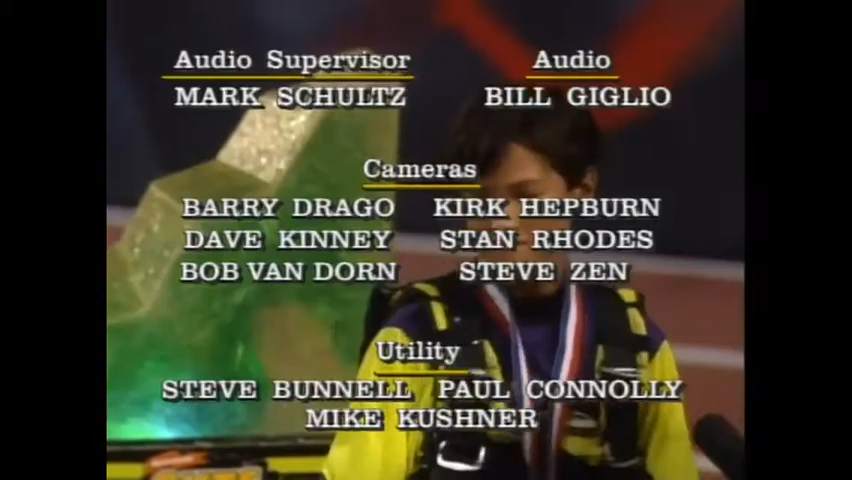 Audio Supervisor
MARK SCHULTZ
Audio
BILL GIGLIO
Cameras
BARRY DRAGO KIRK HEPBURN
DAVE KINNEY STAN RHODES
BOB VAN DORN STEVE ZEN
Utility
STEVE BUNNELL PAUL CONNOLLY
MIKE KUSHNER